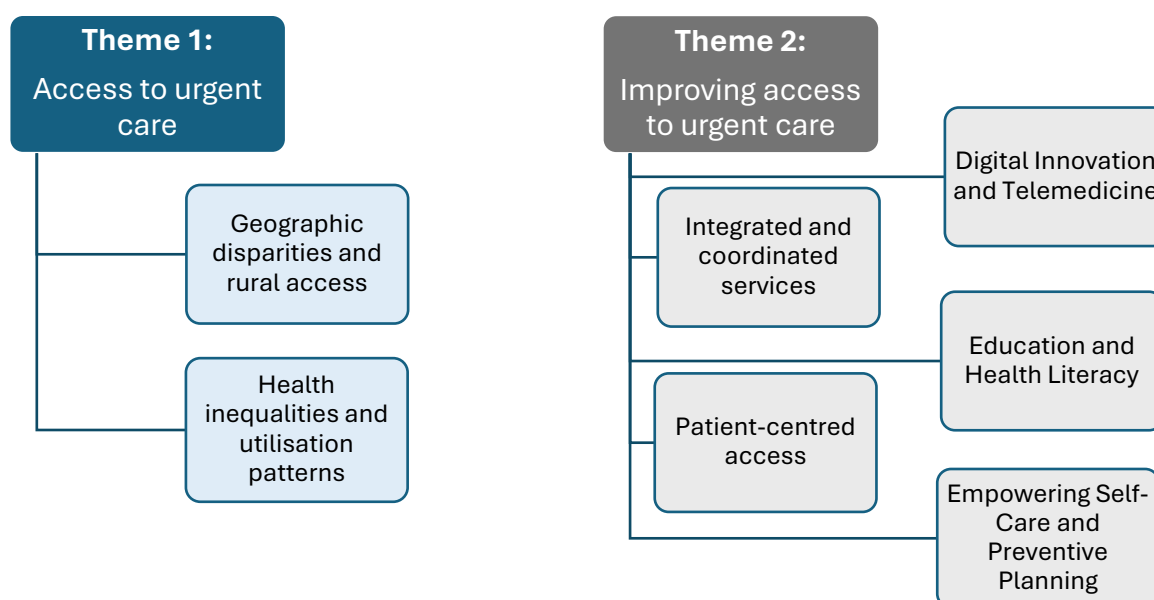 Theme 1:
Access to urgent
care
Geographic
disparities and
rural access
Health
inequalities and
utilisation
patterns
Theme 2:
Improving access
to urgent care
Digital Innovation
and Telemedicine
Integrated and
coordinated
services
Education and
Health Literacy
Patient-centred
access
Empowering Self-
Care and
Preventive
Planning